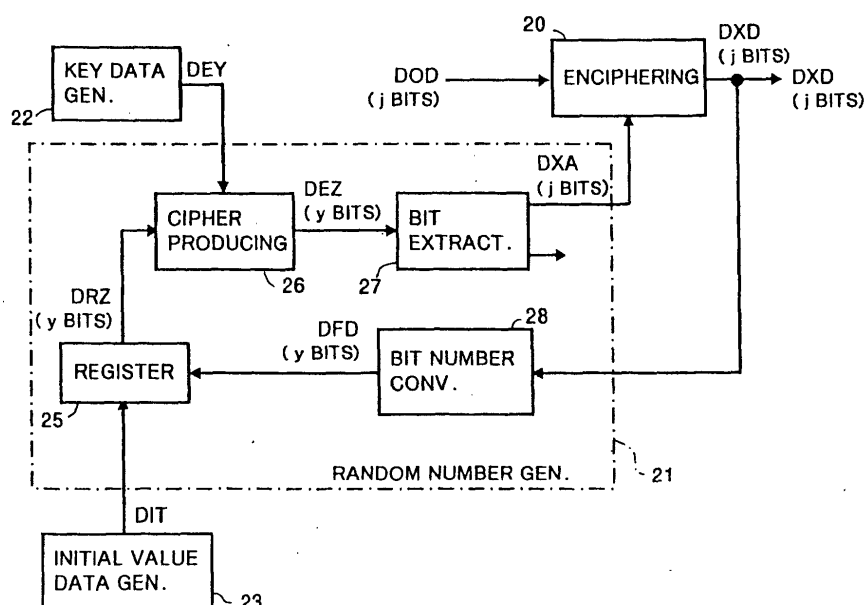 20
DXD
(j BITS)
KEY DATA
GEN.
DEY
22
DOD
(j BITS)
ENCIPHERING
DXD
(j BITS)
DXA
(j BITS)
CIPHER
PRODUCING
26
DEZ
(y BITS)
BIT
EXTRACT.
27
DRZ
(y BITS)
DFD
(y BITS)
28
BIT NUMBER
CONV.
REGISTER
25
RANDOM NUMBER GEN.
21
DIT
INITIAL VALUE
DATA GEN.
23